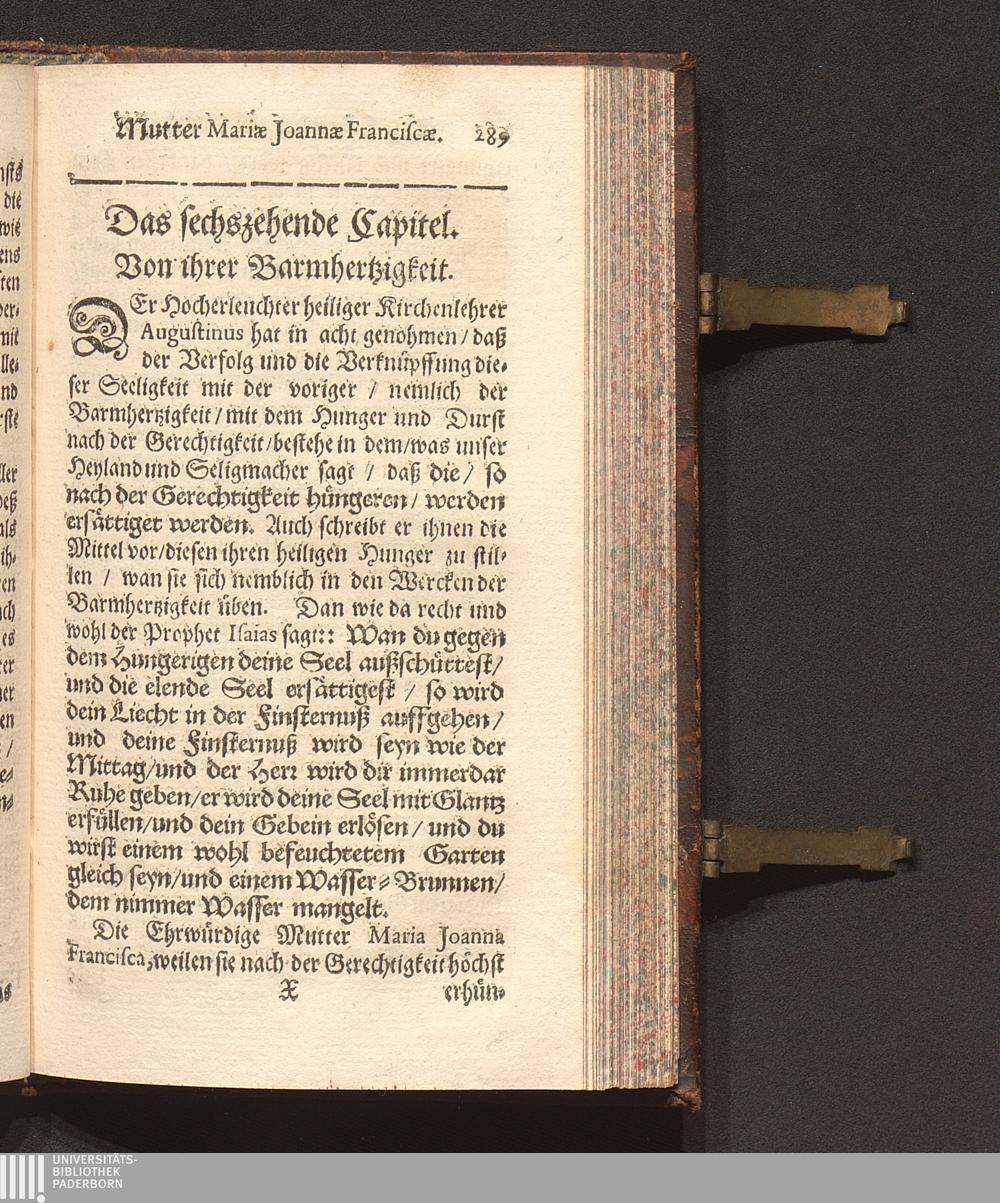 Mutter Mariæ Joannæ Franciſcæ. 289
Das ſechszehende Capitel.
Von ihrer Barmhertzigkeit.
DEr Hocherleuchter heiliger Kirchenlehrer
Auguſtinus hat in acht genohmen / daß
der Verfolg und die Verknüpffung die-
ſer Seeligkeit mit der voriger / nemlich der
Barmhertzigkeit / mit dem Hunger und Durſt
nach der Gerechtigkeit / beſtehe in dem / was unſer
Heyland und Seligmacher ſagt / daß die / ſo
nach der Gerechtigkeit hüngeren / werden
erſättiget werden. Auch ſchreibt er ihnen die
Mittel vor / dieſen ihren heiligen Hunger zu ſtil-
len / wan ſie ſich nemblich in den Wercken der
Barmhertzigkeit üben. Dan wie da recht und
wohl der Prophet Iſaias ſagt: Wan du gegen
dem Hungerigen deine Seel außſchütteſt /
und die elende Seel erſättigeſt / ſo wird
dein Liecht in der Finſternuß auffgehen /
und deine Finſternuß wird ſeyn wie der
Mittag / und der Herr wird dir immerdar
Ruhe geben / er wird deine Seel mit Glantz
erfüllen / und dein Gebein erlöſen / und du
wirſt einem wohl befeuchtetem Garten
gleich ſeyn / und einem Waſſer-Brunnen /
dem nimmer Waſſer mangelt.
Die Ehrwürdige Mutter Maria Joanna
Franciſca, weilen ſie nach der Gerechtigkeit höchſt
X erhün-
UNIVERSITÄTS-
BIBLIOTHEK
PADERBORN